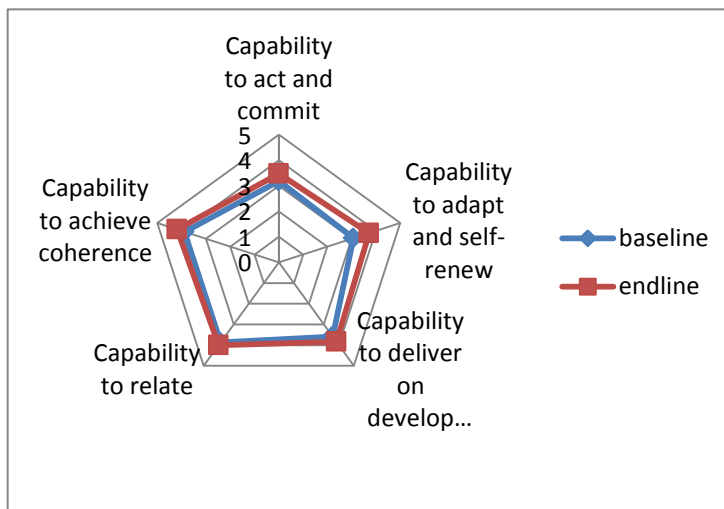 Capability
to act and
commit
5
4
3
2
1
0
Capability
to adapt
and self-
renew
Capability
to deliver
on
develop...
Capability
to relate
Capability
to achieve
coherence
baseline
endline